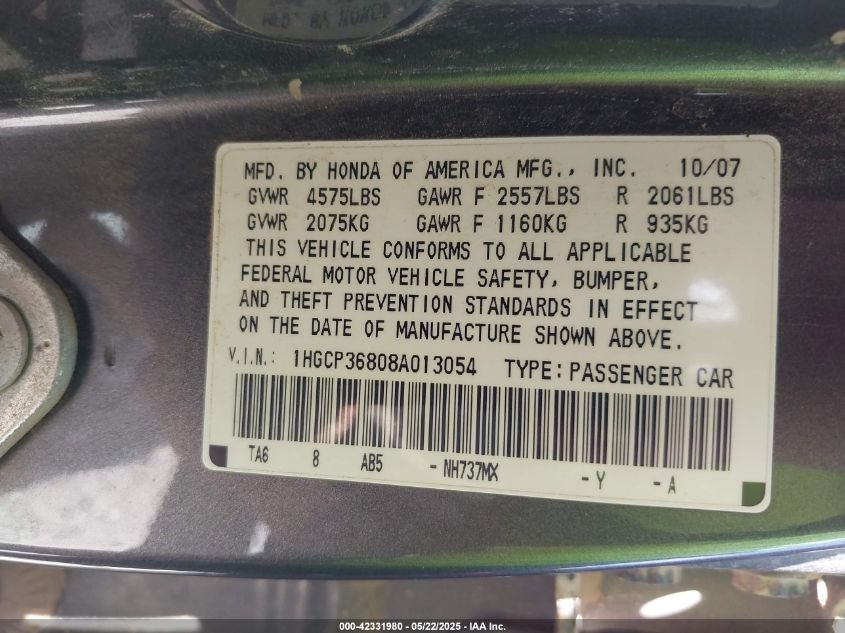 MFD. BY HONDA OF AMERICA MFG., INC. 10/07
GVWR 4575LBS GAWR F 2557LBS R 2061LBS
GVWR 2075KG GAWR F 1160KG R 935KG
THIS VEHICLE CONFORMS TO ALL APPLICABLE
FEDERAL MOTOR VEHICLE SAFETY, BUMPER,
AND THEFT PREVENTION STANDARDS IN EFFECT
ON THE DATE OF MANUFACTURE SHOWN ABOVE.
V.I.N.: 1HGCP36808A013054 TYPE:PASSENGER CAR
TA6 8 AB5 -NH737MX -Y -A
000-42331980 - 05/22/2025 - IAA Inc.